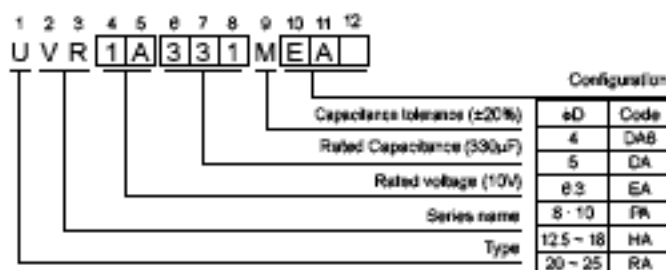 1 2 3 4 5 6 7 8 9 10 11 12
U V R 1 A 3 3 1 M E A
Configuration
Capacitance tolerance (±20%)
Rated Capacitance (330µF)
Rated voltage (10V)
Series name
Type
φD Code
4 DAB
5 DA
6.3 EA
8 · 10 PA
12.5 ~ 18 HA
20 ~ 25 RA